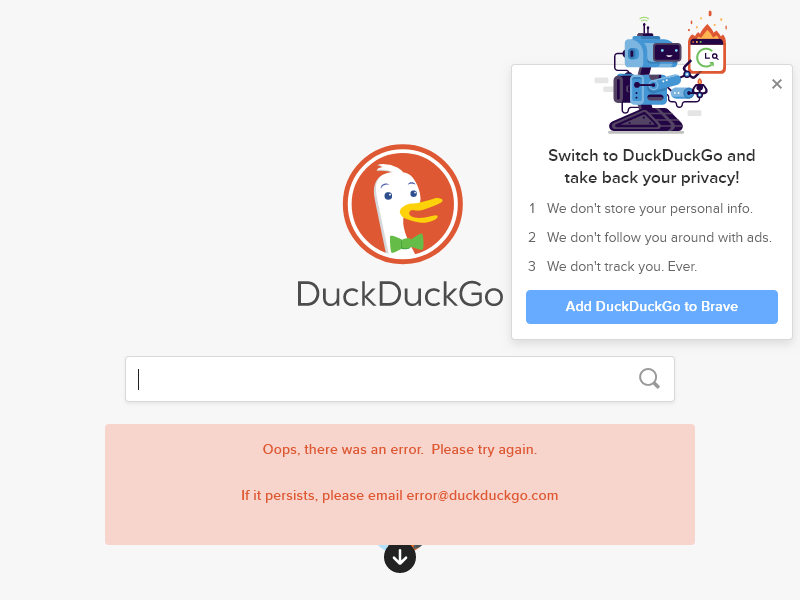 Switch to DuckDuckGo and
take back your privacy!
1 We don't store your personal info.
2 We don't follow you around with ads.
3 We don't track you. Ever.
Add DuckDuckGo to Brave
DuckDuckGo
Oops, there was an error. Please try again.
If it persists, please email error@duckduckgo.com